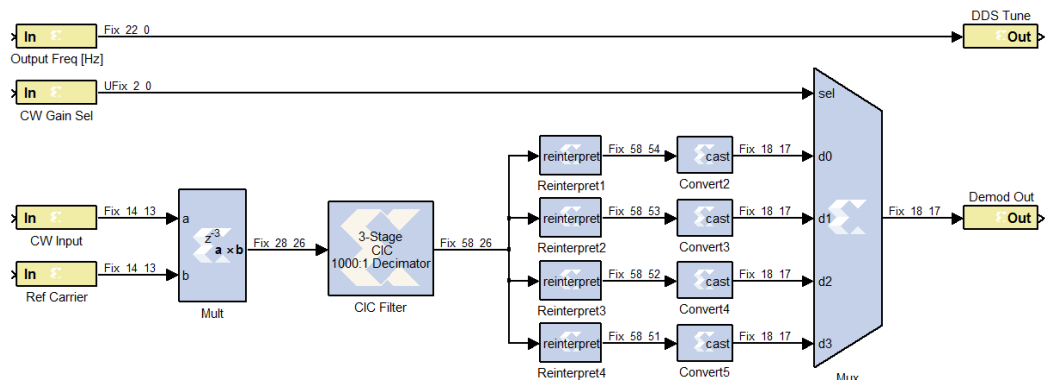 DDS Tune
In
Fix_22_0
Out
Output Freq [Hz]
In
UFix_2_0
CW Gain Sel
sel
reinterpret
Fix_58_54
cast
Fix_18_17
d0
Reinterpret1
Convert2
Demod Out
In
Fix_14_13
a
z-3
a ×b
Fix_28_26
3-Stage
CIC
1000:1 Decimator
Fix_58_26
reinterpret
Fix_58_53
cast
Fix_18_17
d1
Fix_18_17
Out
CW Input
Reinterpret2
Convert3
In
Fix_14_13
b
Ref Carrier
Mult
CIC Filter
reinterpret
Fix_58_52
cast
Fix_18_17
d2
Reinterpret3
Convert4
reinterpret
Fix_58_51
cast
Fix_18_17
d3
Reinterpret4
Convert5
Mux